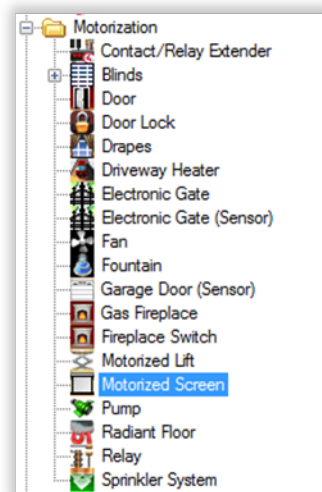 Motorization
Contact/Relay Extender
Blinds
Door
Door Lock
Drapes
Driveway Heater
Electronic Gate
Electronic Gate (Sensor)
Fan
Fountain
Garage Door (Sensor)
Gas Fireplace
Fireplace Switch
Motorized Lift
Motorized Screen
Pump
Radiant Floor
Relay
Sprinkler System